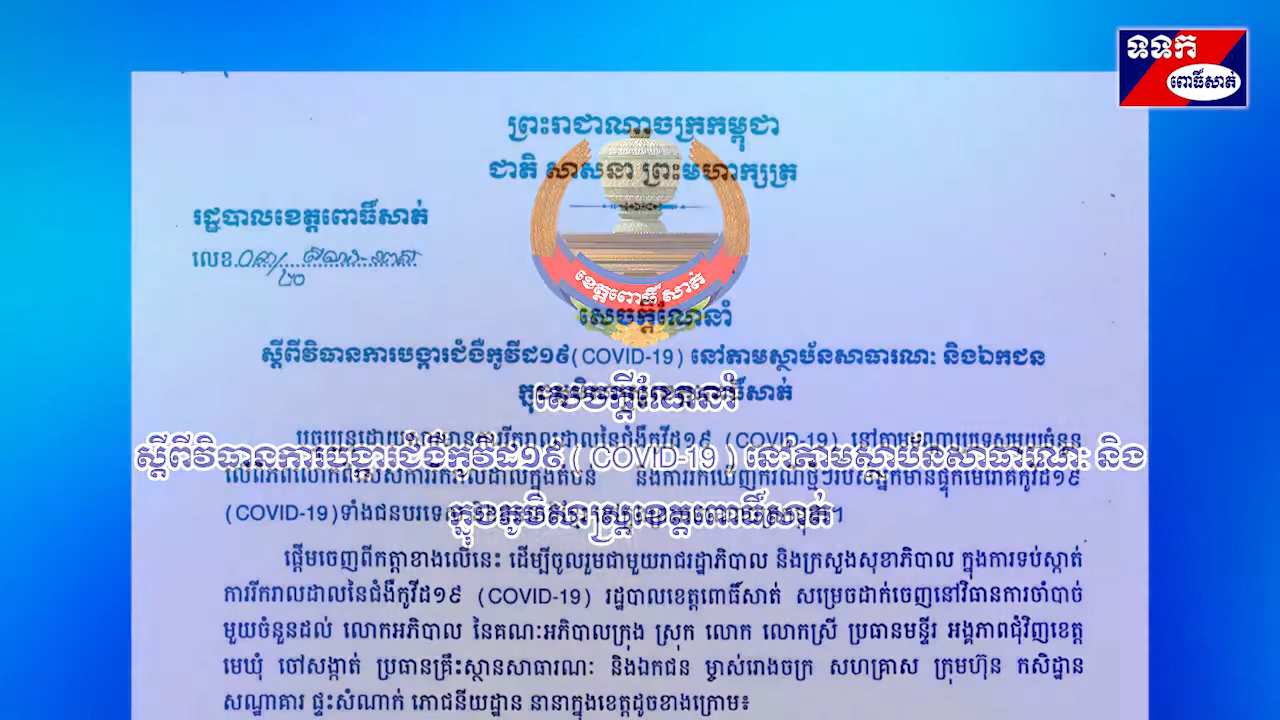 ទទក
ពោធិ៍សាត់
ព្រះរាជាណាចក្រកម្ពុជា
ជាតិ សាសនា ព្រះមហាក្សត្រ
រដ្ឋបាលខេត្តពោធិ៍សាត់
លេខ
ខេត្តពោធិ៍សាត់
សេចក្តីណែនាំ
ស្តីពីវិធានការបង្ការជំងឺកូវីដ១៩(COVID-19) នៅតាមស្ថាប័នសាធារណៈ និងឯកជន
សេចក្តីណែនាំ
ស្តីពីវិធានការបង្ការជំងឺកូវីដ១៩ ( COVID-19 ) នៅតាមស្ថាប័នសាធារណៈ និង
ក្នុងភូមិសាស្ត្រខេត្តពោធិ៍សាត់
(COVID-19)ទាំងជនបរទេ
ផ្តើមចេញពីកត្តាខាងលើនេះ ដើម្បីចូលរួមជាមួយរាជរដ្ឋាភិបាល និងក្រសួងសុខាភិបាល ក្នុងការទប់ស្កាត់
ការរីករាលដាលនៃជំងឺកូវីដ១៩ (COVID-19) រដ្ឋបាលខេត្តពោធិ៍សាត់ សម្រេចដាក់ចេញនៅវិធានការចាំបាច់
មួយចំនួនដល់ លោកអភិបាល នៃគណៈអភិបាលក្រុង ស្រុក លោក លោកស្រី ប្រធានមន្ទីរ អង្គភាពជុំវិញខេត្ត
មេឃុំ ចៅសង្កាត់ ប្រធានគ្រឹះស្ថានសាធារណៈ និងឯកជន ម្ចាស់រោងចក្រ សហគ្រាស ក្រុមហ៊ុន កសិដ្ឋាន
សណ្ឋាគារ ផ្ទះសំណាក់ ភោជនីយដ្ឋាន នានាក្នុងខេត្តដូចខាងក្រោម៖